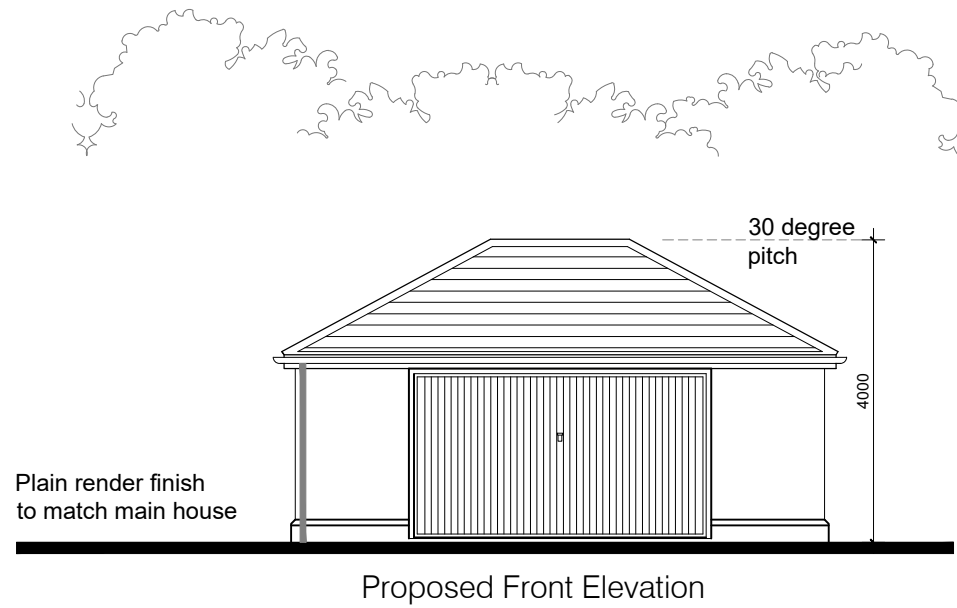 30 degree
pitch
4000
Plain render finish
to match main house
Proposed Front Elevation